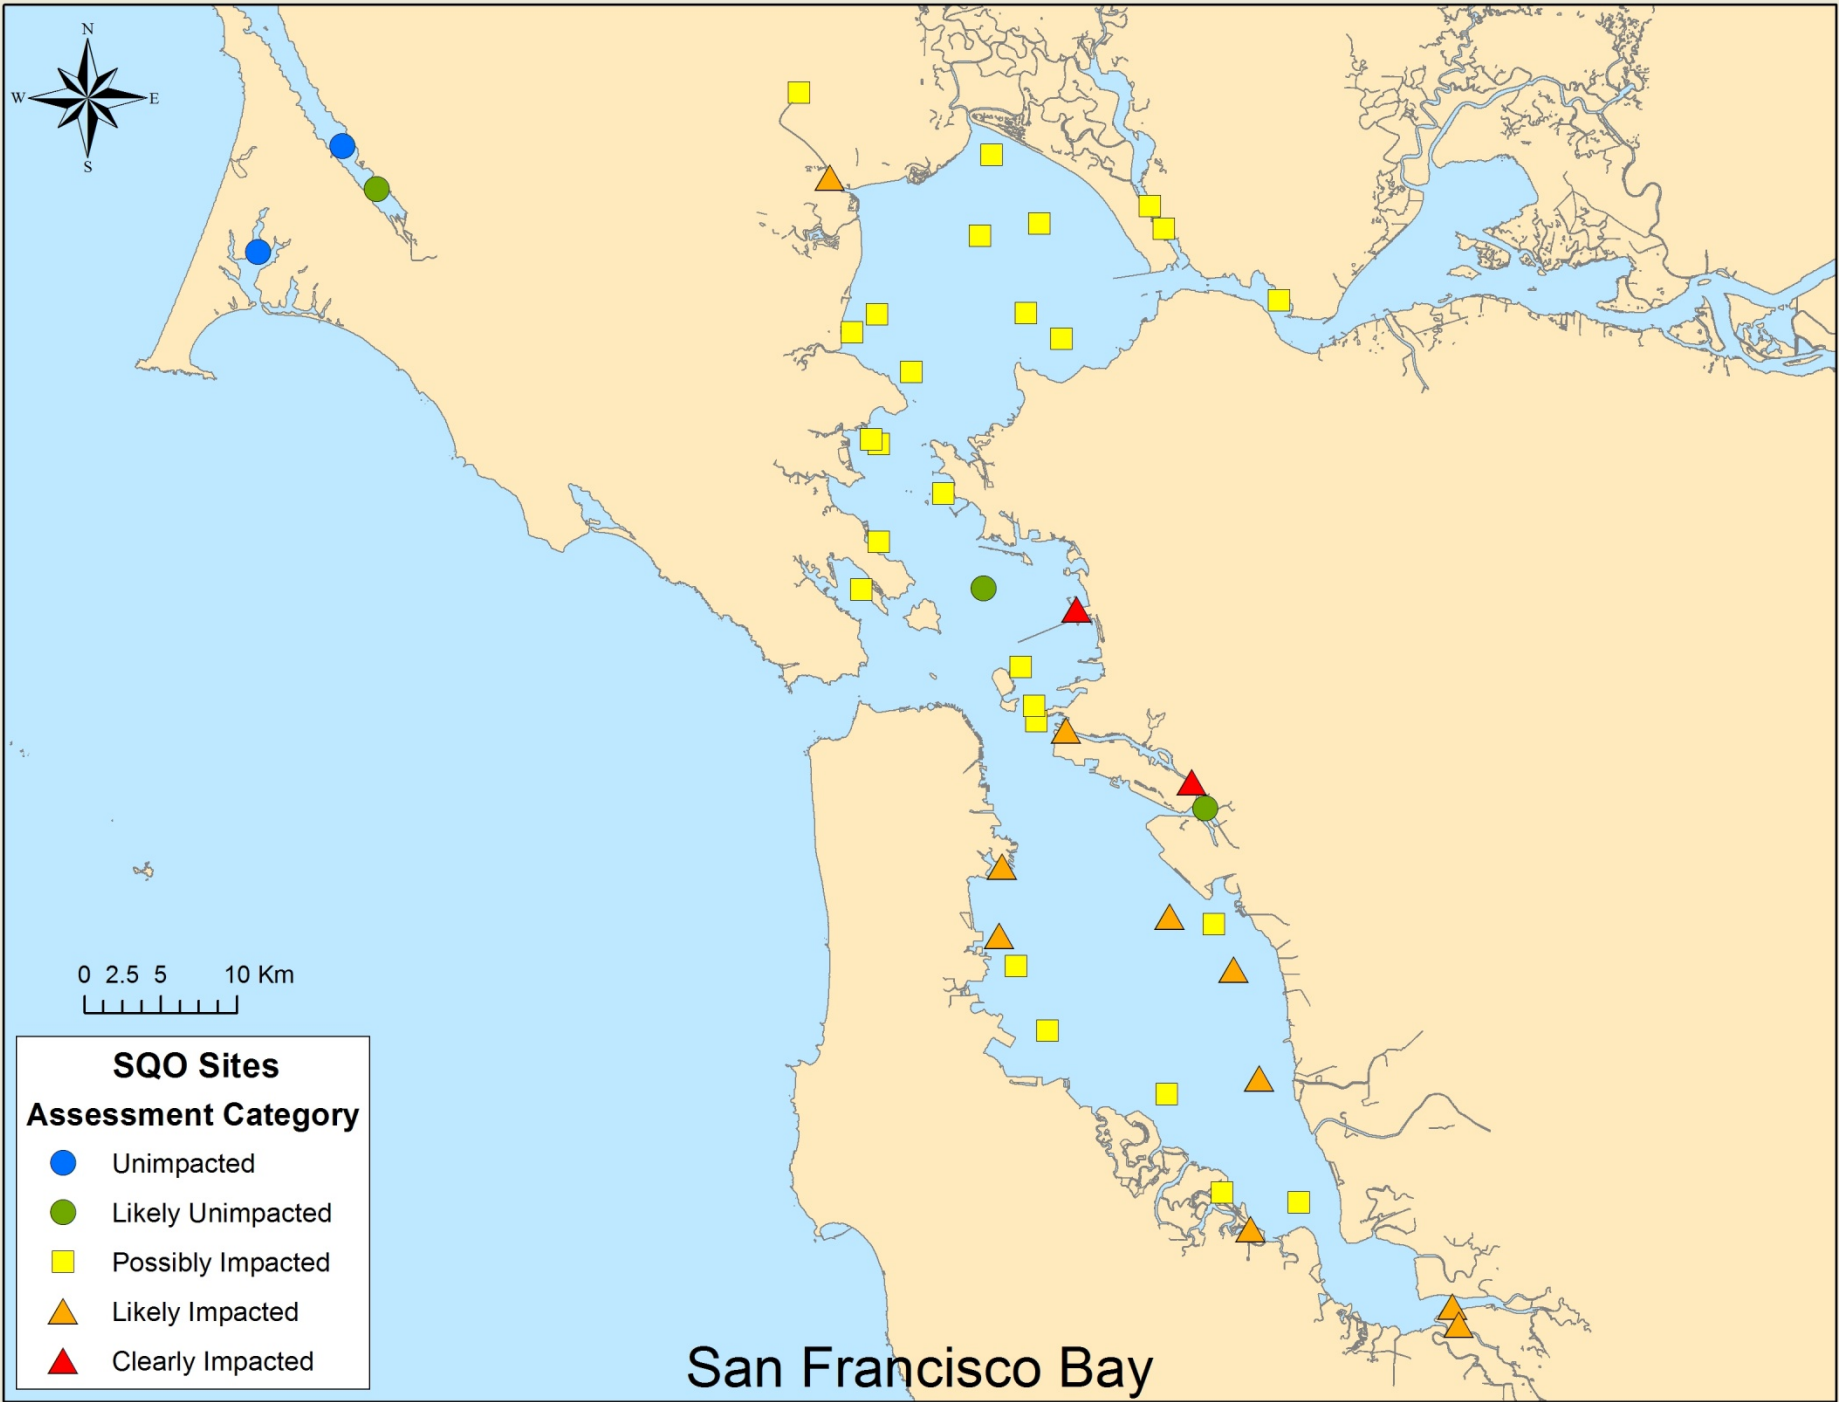 N
W E
S
0 2.5 5 10 Km
SQO Sites
Assessment Category
Unimpacted
Likely Unimpacted
Possibly Impacted
Likely Impacted
Clearly Impacted
San Francisco Bay